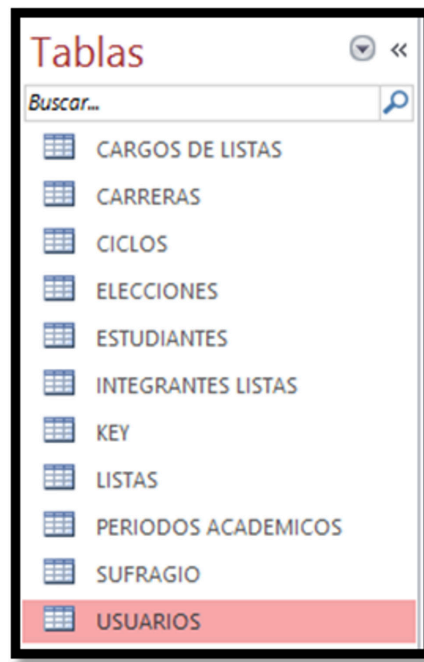 Tablas
Buscar...
CARGOS DE LISTAS
CARRERAS
CICLOS
ELECCIONES
ESTUDIANTES
INTEGRANTES LISTAS
KEY
LISTAS
PERIODOS ACADEMICOS
SUFRAGIO
USUARIOS